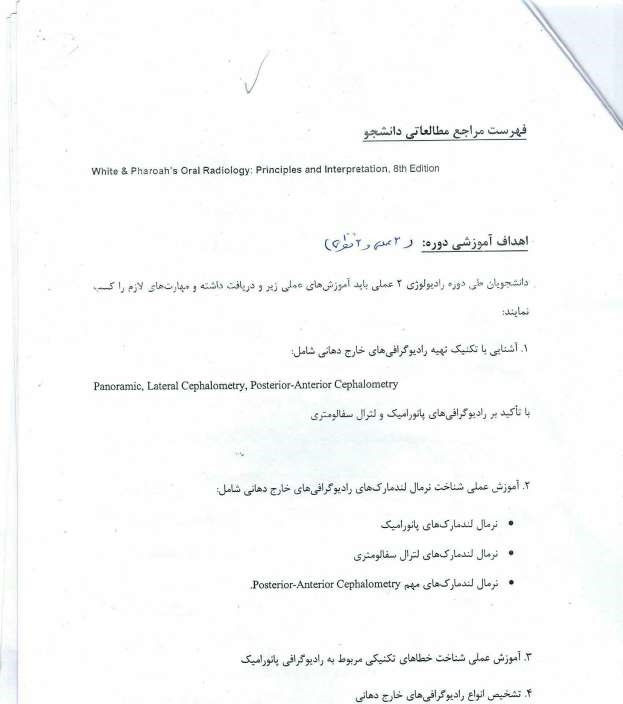 فهرست مراجع مطالعاتی دانشجو
White & Pharoah's Oral Radiology: Principles and Interpretation, 8th Edition
اهداف آموزشی دوره:
دانشجویان طی دوره رادیولوژی ۲ عملی باید آموزش‌های عملی زیر و دریافت داشته و مهارت‌های لازم را کسب
نمایند:
۱. آشنایی با تکنیک تهیه رادیوگرافی‌های خارج دهانی شامل:
Panoramic, Lateral Cephalometry, Posterior-Anterior Cephalometry
با تأکید بر رادیوگرافی‌های پانورامیک و لترال سفالومتری
۲. آموزش عملی شناخت نرمال لندمارک‌های رادیوگرافی‌های خارج دهانی شامل:
• نرمال لندمارک‌های پانورامیک
• نرمال لندمارک‌های لترال سفالومتری
• نرمال لندمارک‌های مهم Posterior-Anterior Cephalometry.
۳. آموزش عملی شناخت خطاهای تکنیکی مربوط به رادیوگرافی پانورامیک
۴. تشخیص انواع رادیوگرافی‌های خارج دهانی